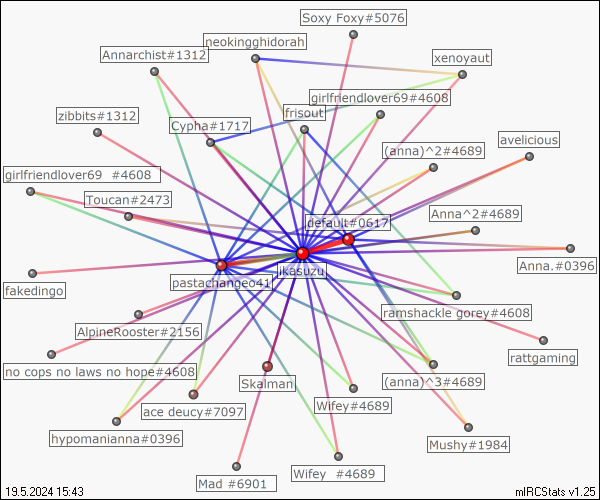 Soxy Foxy#5076
neokingghidorah
Annarchist#1312
xenoyaut
girlfriendlover69#4608
zibbits#1312
frisout
Cypha#1717
avelicious
(anna)^2#4689
girlfriendlover69  #4608
Toucan#2473
Anna^2#4689
default#0617
Anna.#0396
ikasuzu
pastachangeo41
fakedingo
ramshackle gorey#4608
AlpineRooster#2156
rattgaming
no cops no laws no hope#4608
Skalman
(anna)^3#4689
Wifey#4689
ace deucy#7097
hypomanianna#0396
Mushy#1984
Wifey  #4689
Mad #6901
19.5.2024 15:43
mIRCStats v1.25